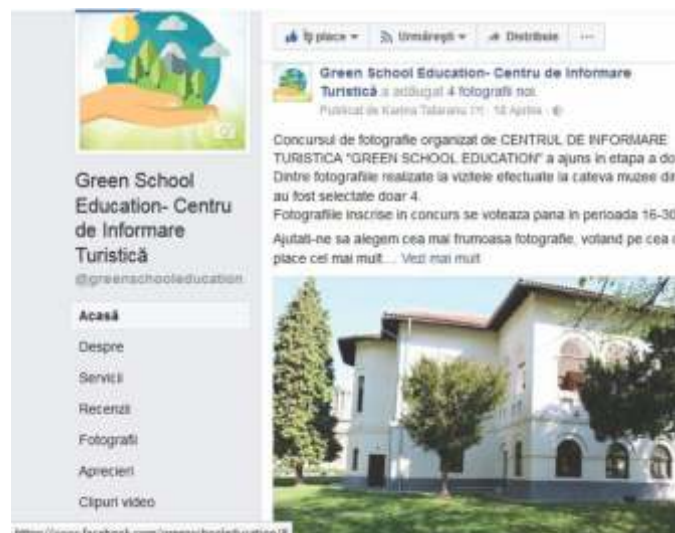 Îți place
Urmărești
Distribuie
Green School Education- Centru de Informare
Turistică a adăugat 4 fotografii noi.
Publicat de Karina Tataranu · 18 Aprilie ·
Concursul de fotografie organizat de CENTRUL DE INFORMARE
TURISTICA "GREEN SCHOOL EDUCATION" a ajuns in etapa a do
Dintre fotografiile realizate la vizitele efectuate la cateva muzee din
au fost selectate doar 4.
Fotografiile inscrise in concurs se voteaza pana in perioada 16-30
Ajutati-ne sa alegem cea mai frumoasa fotografie, votand pe cea
place cel mai mult... Vezi mai mult
Green School
Education- Centru
de Informare
Turistică
@greenschooleducation
Acasă
Despre
Servicii
Recenzii
Fotografii
Aprecieri
Clipuri video